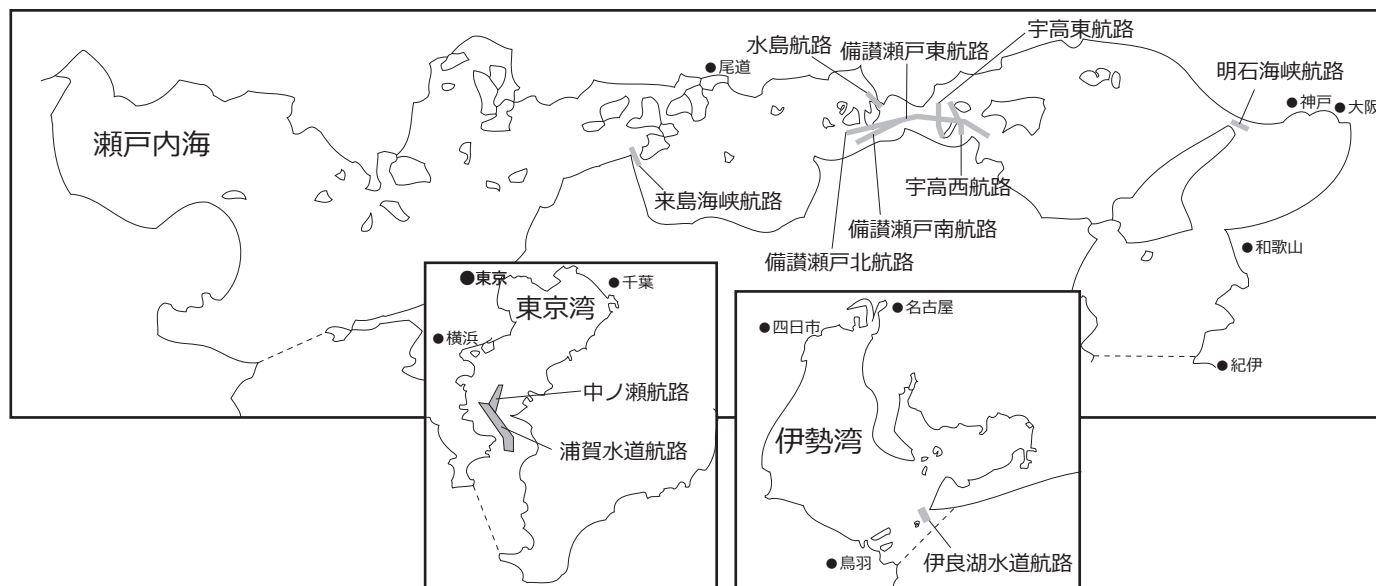 宇高東航路
水島航路
備讃瀬戸東航路
明石海峡航路
尾道
神戸
大阪
瀬戸内海
来島海峡航路
宇高西航路
備讃瀬戸南航路
備讃瀬戸北航路
和歌山
紀伊
東京
千葉
東京湾
横浜
中ノ瀬航路
浦賀水道航路
名古屋
四日市
伊勢湾
鳥羽
伊良湖水道航路